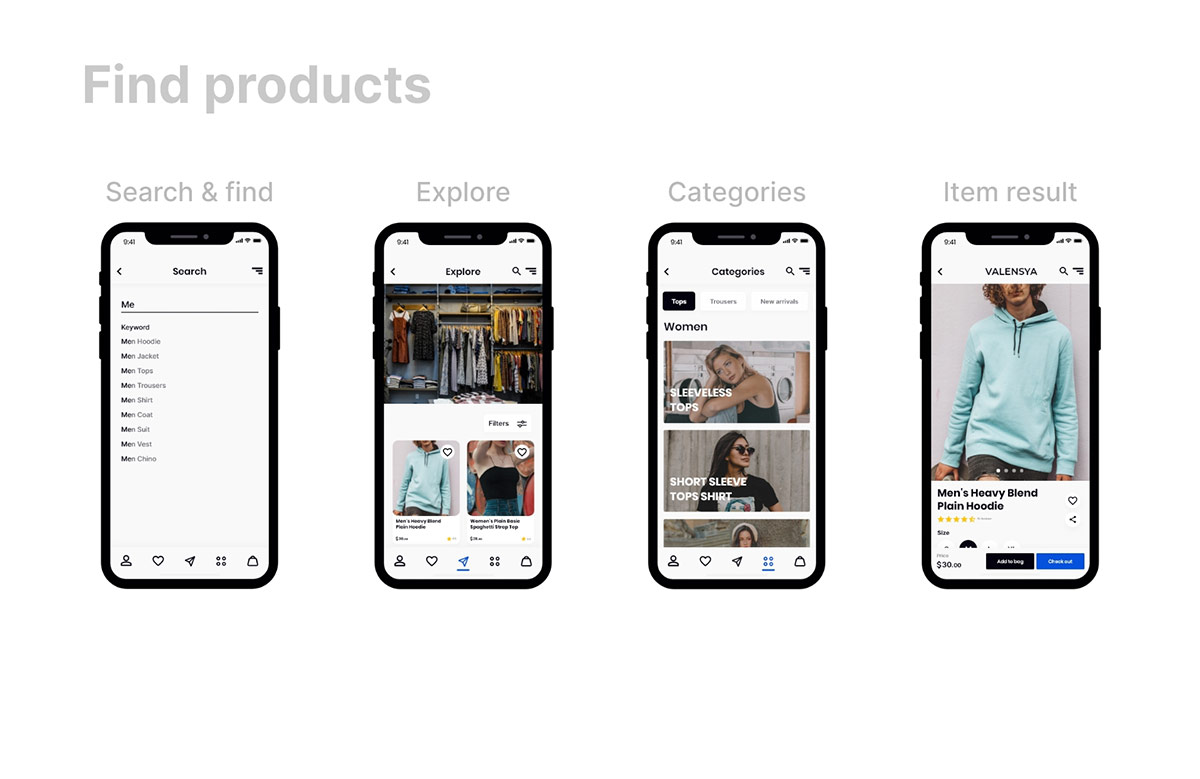 Find products
Search & find
Explore
Categories
Item result
9:41
Search
Me
Keyword
Men Hoodie
Men Jacket
Men Tops
Men Trousers
Men Shirt
Men Coat
Men Suit
Men Vest
Men Chino
9:41
Explore
Filters
Men's Heavy Blend
Plain Hoodie
Women's Plain Basic
Spaghetti Strap Top
9:41
Categories
Tops
Trousers
New arrivals
Women
SLEEVELESS
TOPS
SHORT SLEEVE
TOPS SHIRT
9:41
VALENSYA
Men's Heavy Blend
Plain Hoodie
Size
Price
$30.00
Add to bag
Check out